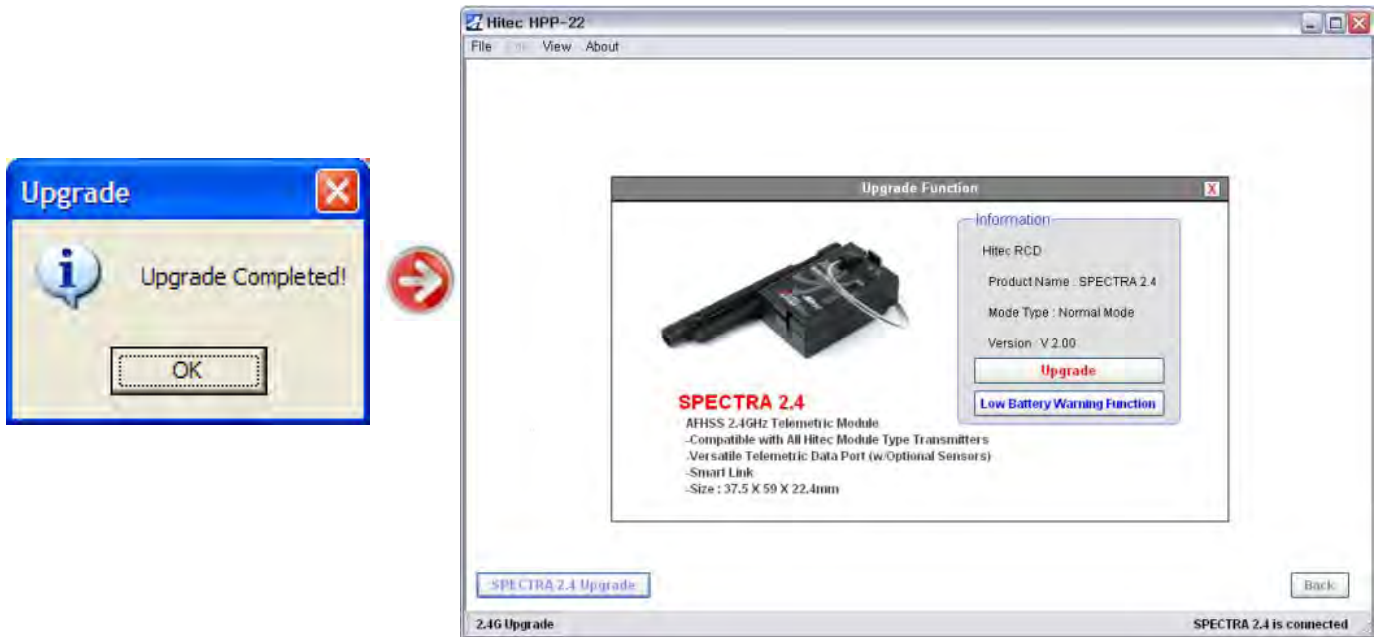 Upgrade
Upgrade Completed!
OK
Hitec HPP-22
File
View
About
Upgrade Function
X
Information
Hitec RCD
Product Name : SPECTRA 2.4
Mode Type : Normal Mode
Version V 2.00
Upgrade
Low Battery Warning Function
SPECTRA 2.4
AFHSS 2.4GHz Telemetric Module
-Compatible with All Hitec Module Type Transmitters
-Versatile Telemetric Data Port (w/Optional Sensors)
-Smart Link
-Size : 37.5 X 59 X 22.4mm
SPECTRA 2.4 Upgrade
Back
2.4G Upgrade
SPECTRA 2.4 is connected